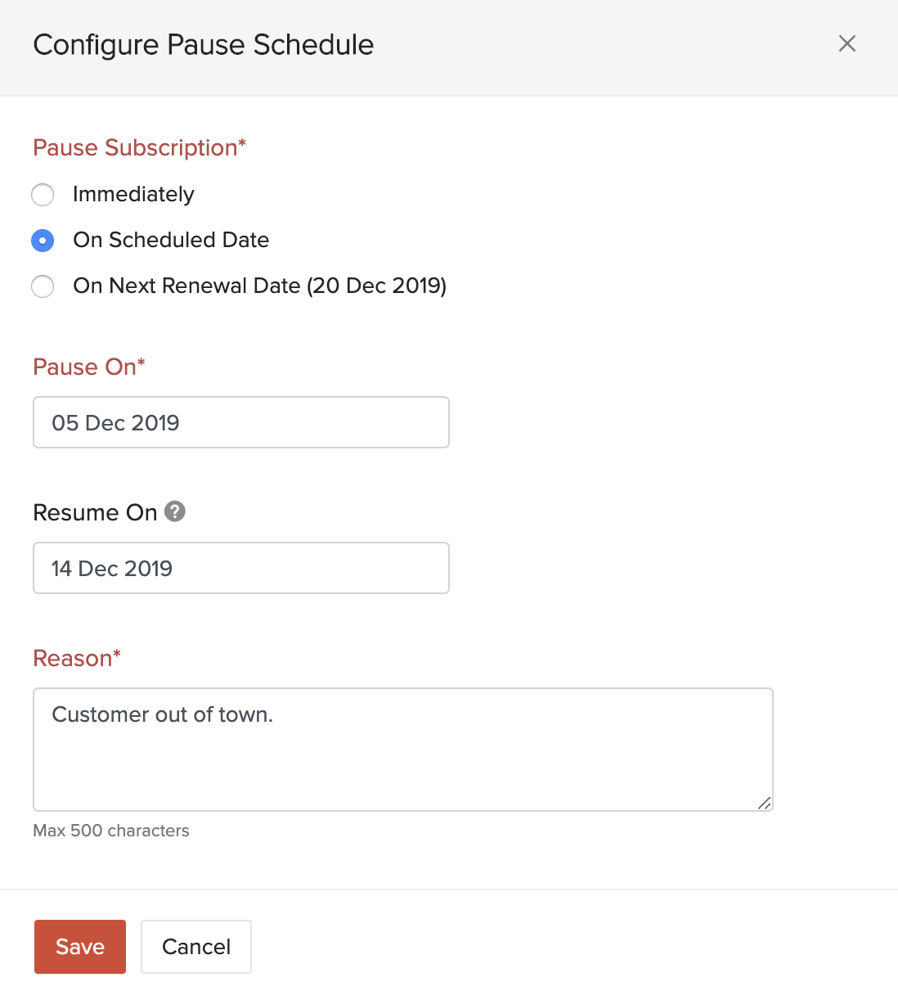 Configure Pause Schedule
Pause Subscription*
Immediately
On Scheduled Date
On Next Renewal Date (20 Dec 2019)
Pause On*
05 Dec 2019
Resume On ?
14 Dec 2019
Reason*
Customer out of town.
Max 500 characters
Save
Cancel